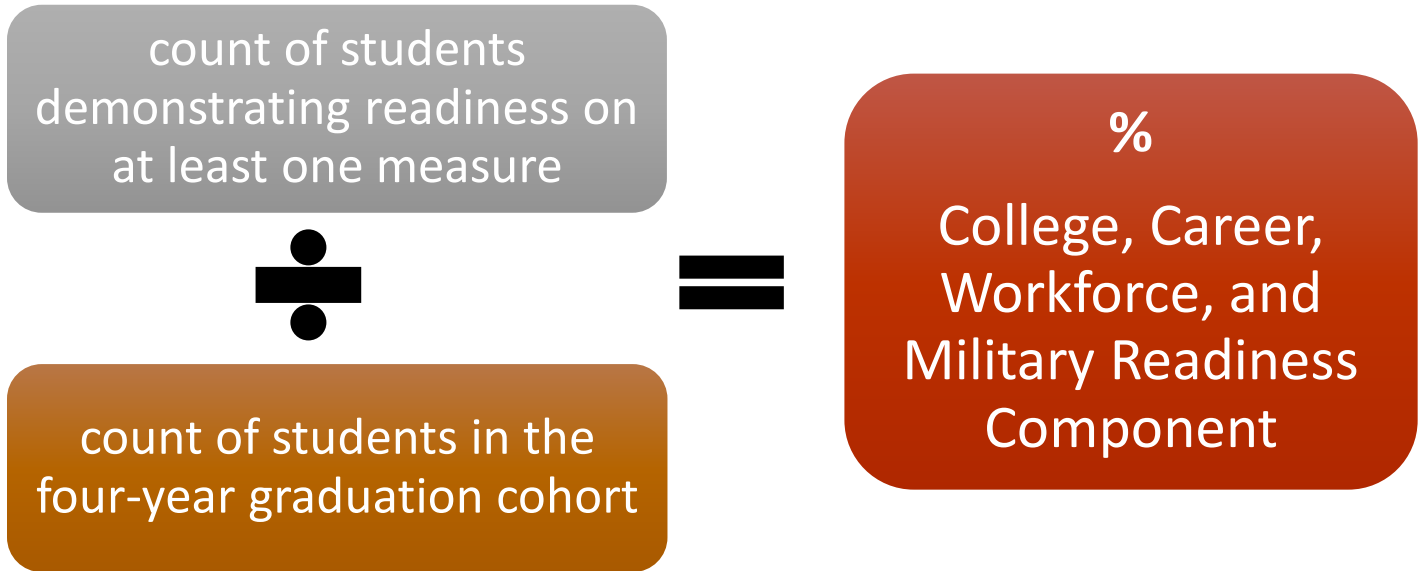 count of students
demonstrating readiness on
at least one measure
÷
count of students in the
four-year graduation cohort
=
%
College, Career,
Workforce, and
Military Readiness
Component